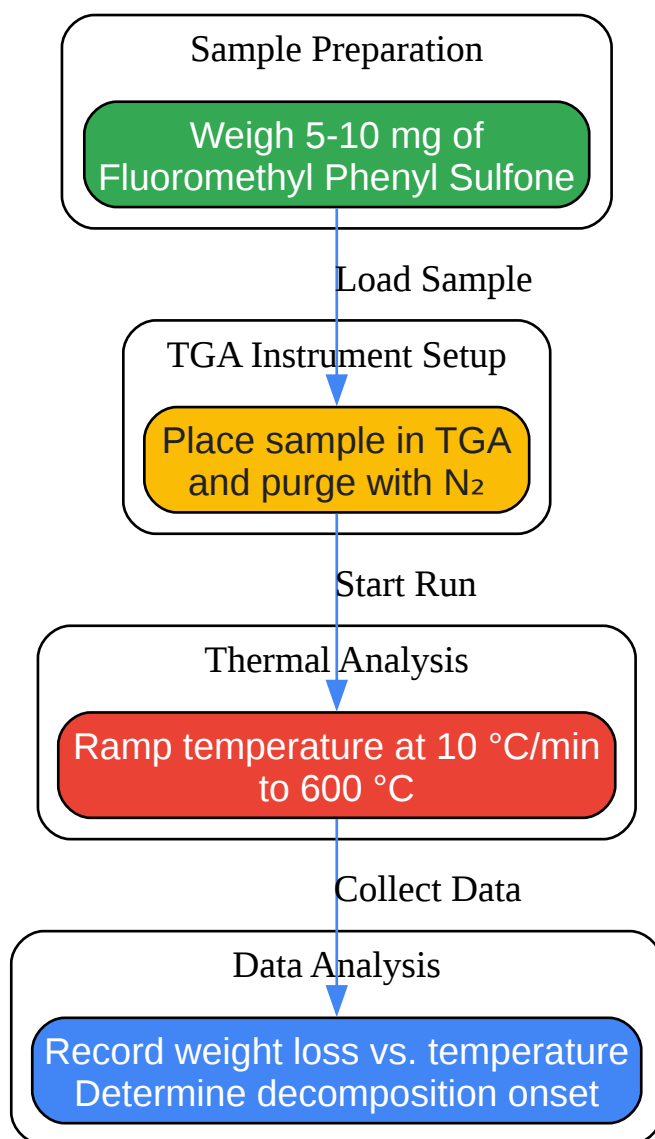 Sample Preparation
Weigh 5-10 mg of
Fluoromethyl Phenyl Sulfone
Load Sample
TGA Instrument Setup
Place sample in TGA
and purge with N₂
Start Run
Thermal Analysis
Ramp temperature at 10 °C/min
to 600 °C
Collect Data
Data Analysis
Record weight loss vs. temperature
Determine decomposition onset